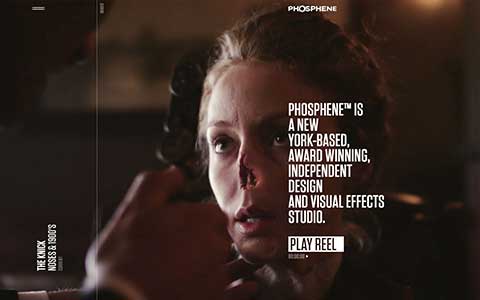 PHOSPHENE
PHOSPHENE™ IS
A NEW
YORK-BASED,
AWARD WINNING,
INDEPENDENT
DESIGN
AND VISUAL EFFECTS
STUDIO.
PLAY REEL
THE KNICK
NOSES & 1900'S